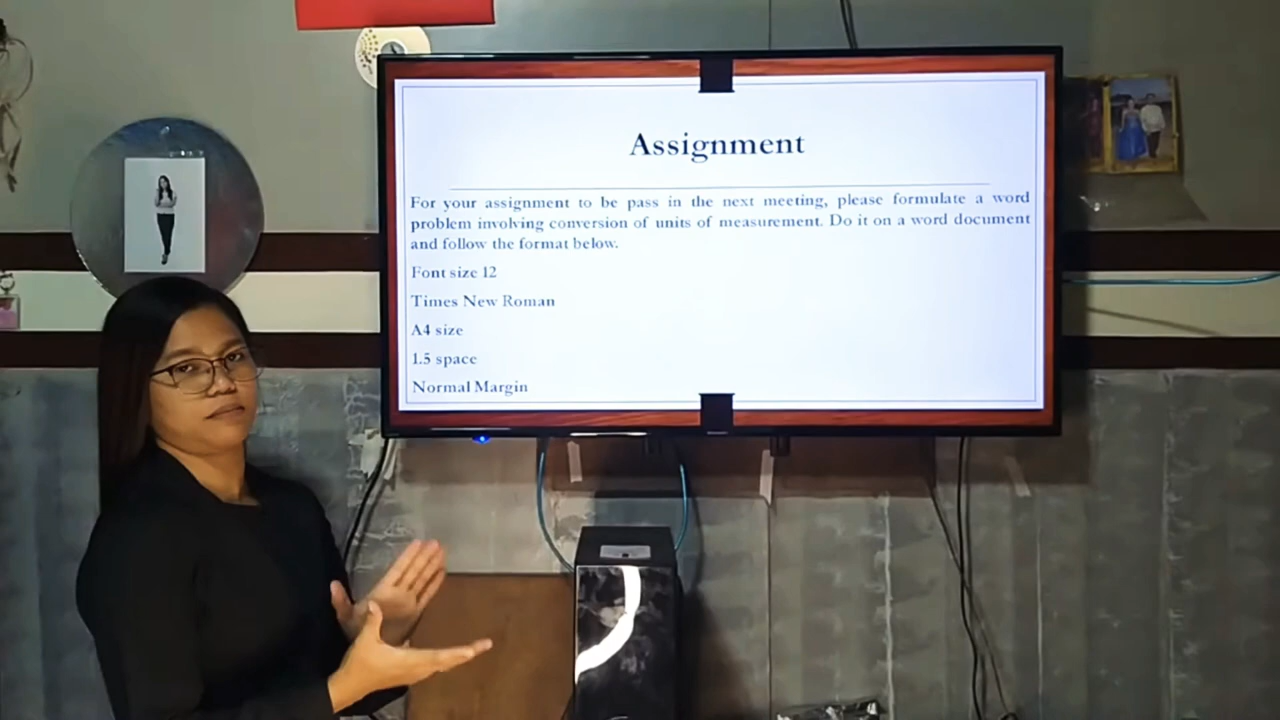 Assignment
For your assignment to be pass in the next meeting, please formulate a word
problem involving conversion of units of measurement. Do it on a word document
and follow the format below.
Font size 12
Times New Roman
A4 size
1.5 space
Normal Margin